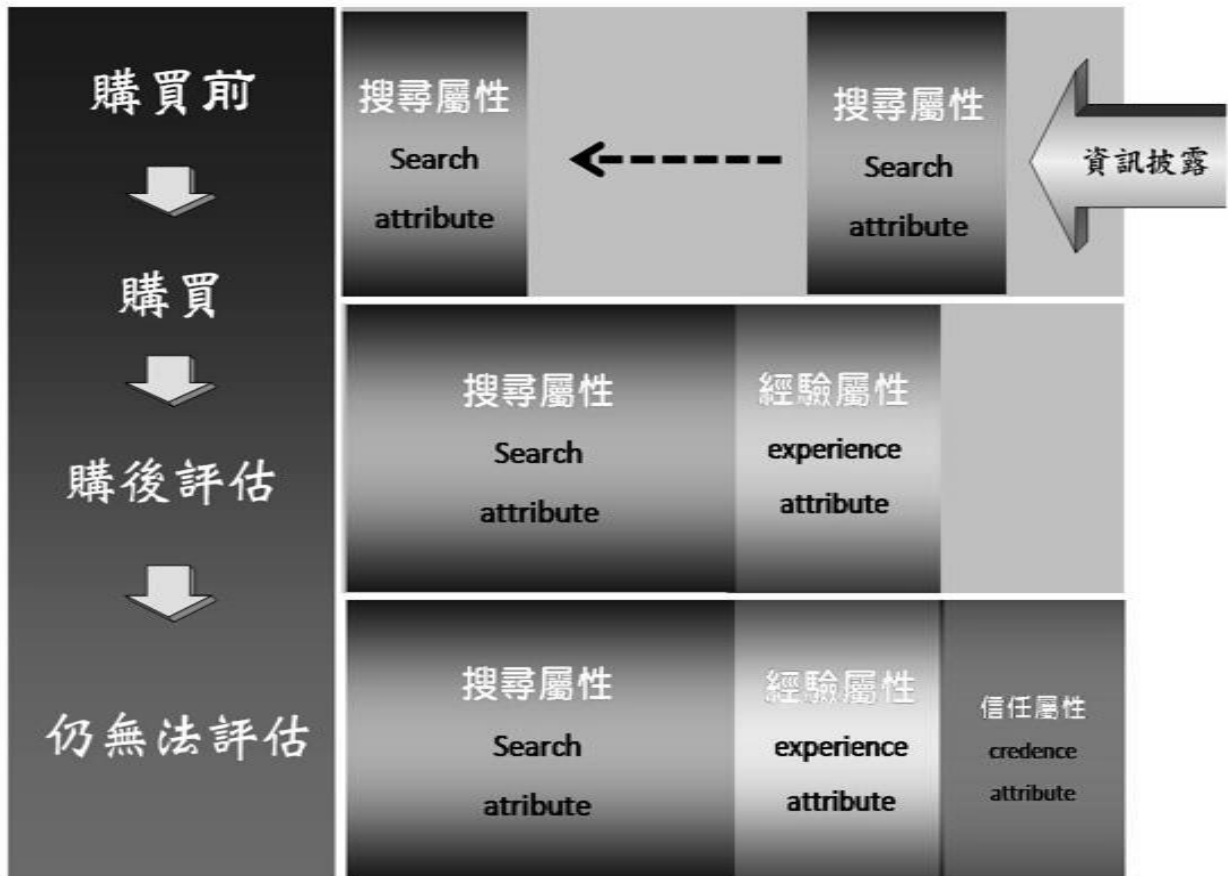 購買前
購買
購後評估
仍無法評估
搜尋屬性
Search
attribute
搜尋屬性
Search
attribute
資訊披露
搜尋屬性
Search
attribute
經驗屬性
experience
attribute
搜尋屬性
Search
atribute
經驗屬性
experience
attribute
信任屬性
credence
attribute